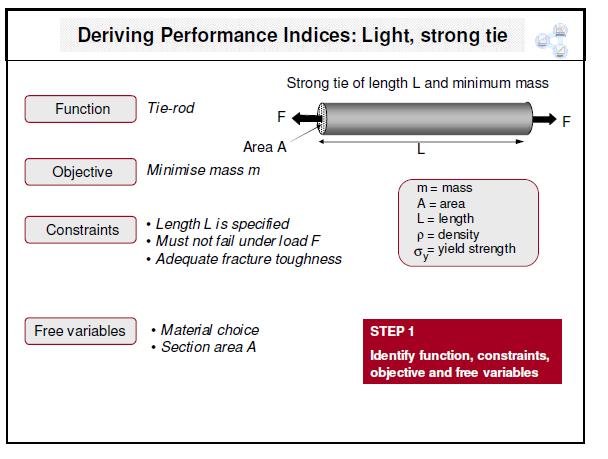 Deriving Performance Indices: Light, strong tie
Strong tie of length L and minimum mass
Function
Tie-rod
F
F
Area A
L
Objective
Minimise mass m
m = mass
A = area
L = length
ρ = density
σy = yield strength
Constraints
• Length L is specified
• Must not fail under load F
• Adequate fracture toughness
Free variables
• Material choice
• Section area A
STEP 1
Identify function, constraints,
objective and free variables